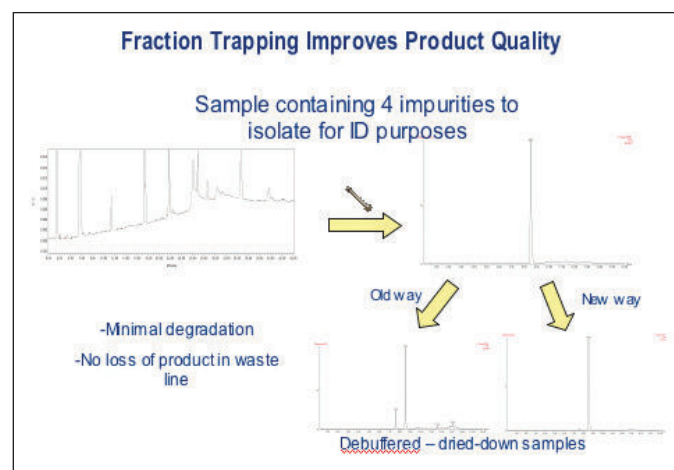 Fraction Trapping Improves Product Quality
Sample containing 4 impurities to
isolate for ID purposes
Old way
New way
-Minimal degradation
-No loss of product in waste
line
Debuffered – dried-down samples